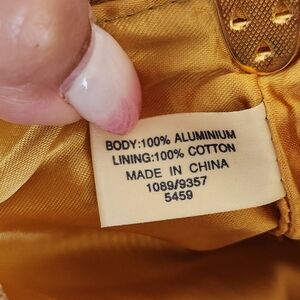 BODY:100% ALUMINIUM
LINING:100% COTTON
MADE IN CHINA
1089/9357
5459